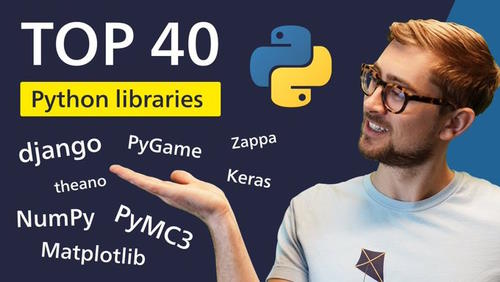 TOP 40
Python libraries
django
PyGame
Zappa
theano
Keras
NumPy
PyMC3
Matplotlib